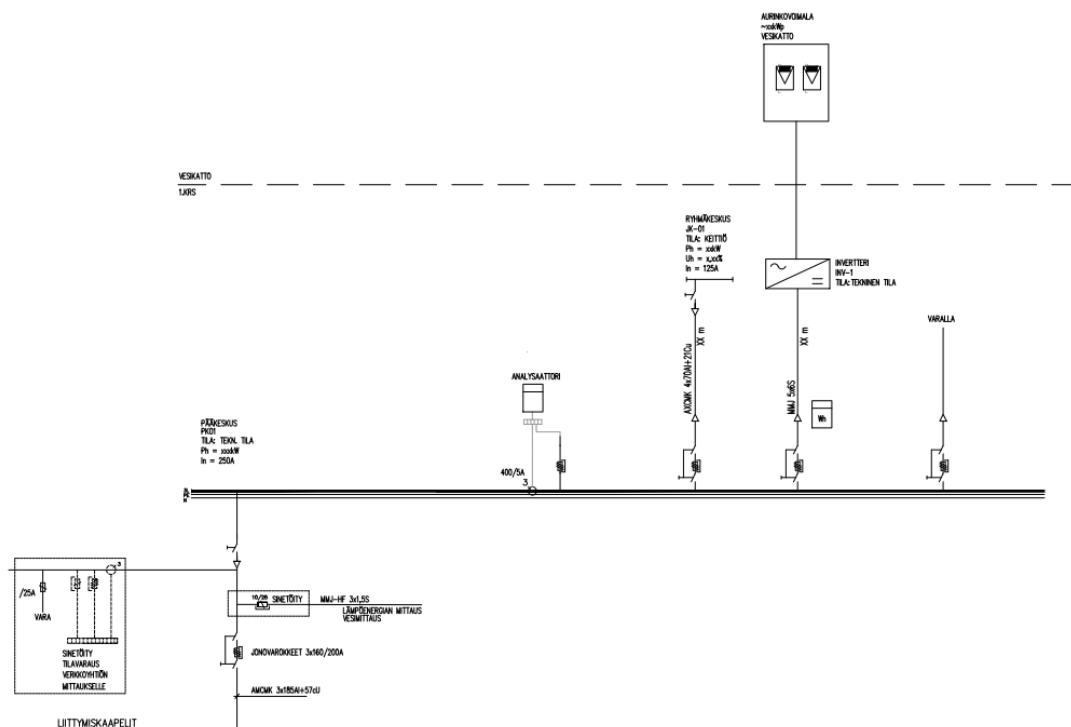 AURINKOVOIMALA
~xxkWp
VESIKATTO
VESIKATTO
1.KRS
RYHMÄKESKUS
JK-01
TILA: KEITTIÖ
Ph = xxkW
Uh = x,xx%
In = 125A
INVERTTERI
INV-1
TILA: TEKNINEN TILA
VARALLA
AXCMK 4x70Al+21Cu
XX m
MMJ 5x6S
XX m
Wh
ANALYSAATTORI
400/5A
3
PÄÄKESKUS
PK01
TILA: TEKN. TILA
Ph = xxxkW
In = 250A
3
/25A
VARA
SINETÖITY
TILAVARAUS
VERKKOYHTIÖN
MITTAUKSELLE
10/25
SINETÖITY
MMJ-HF 3x1,5S
LÄMPÖENERGIAN MITTAUS
VESIMITTAUS
JONOVAROKKEET 3x160/200A
AMCMK 3x185Al+57cU
LIITTYMISKAAPELIT